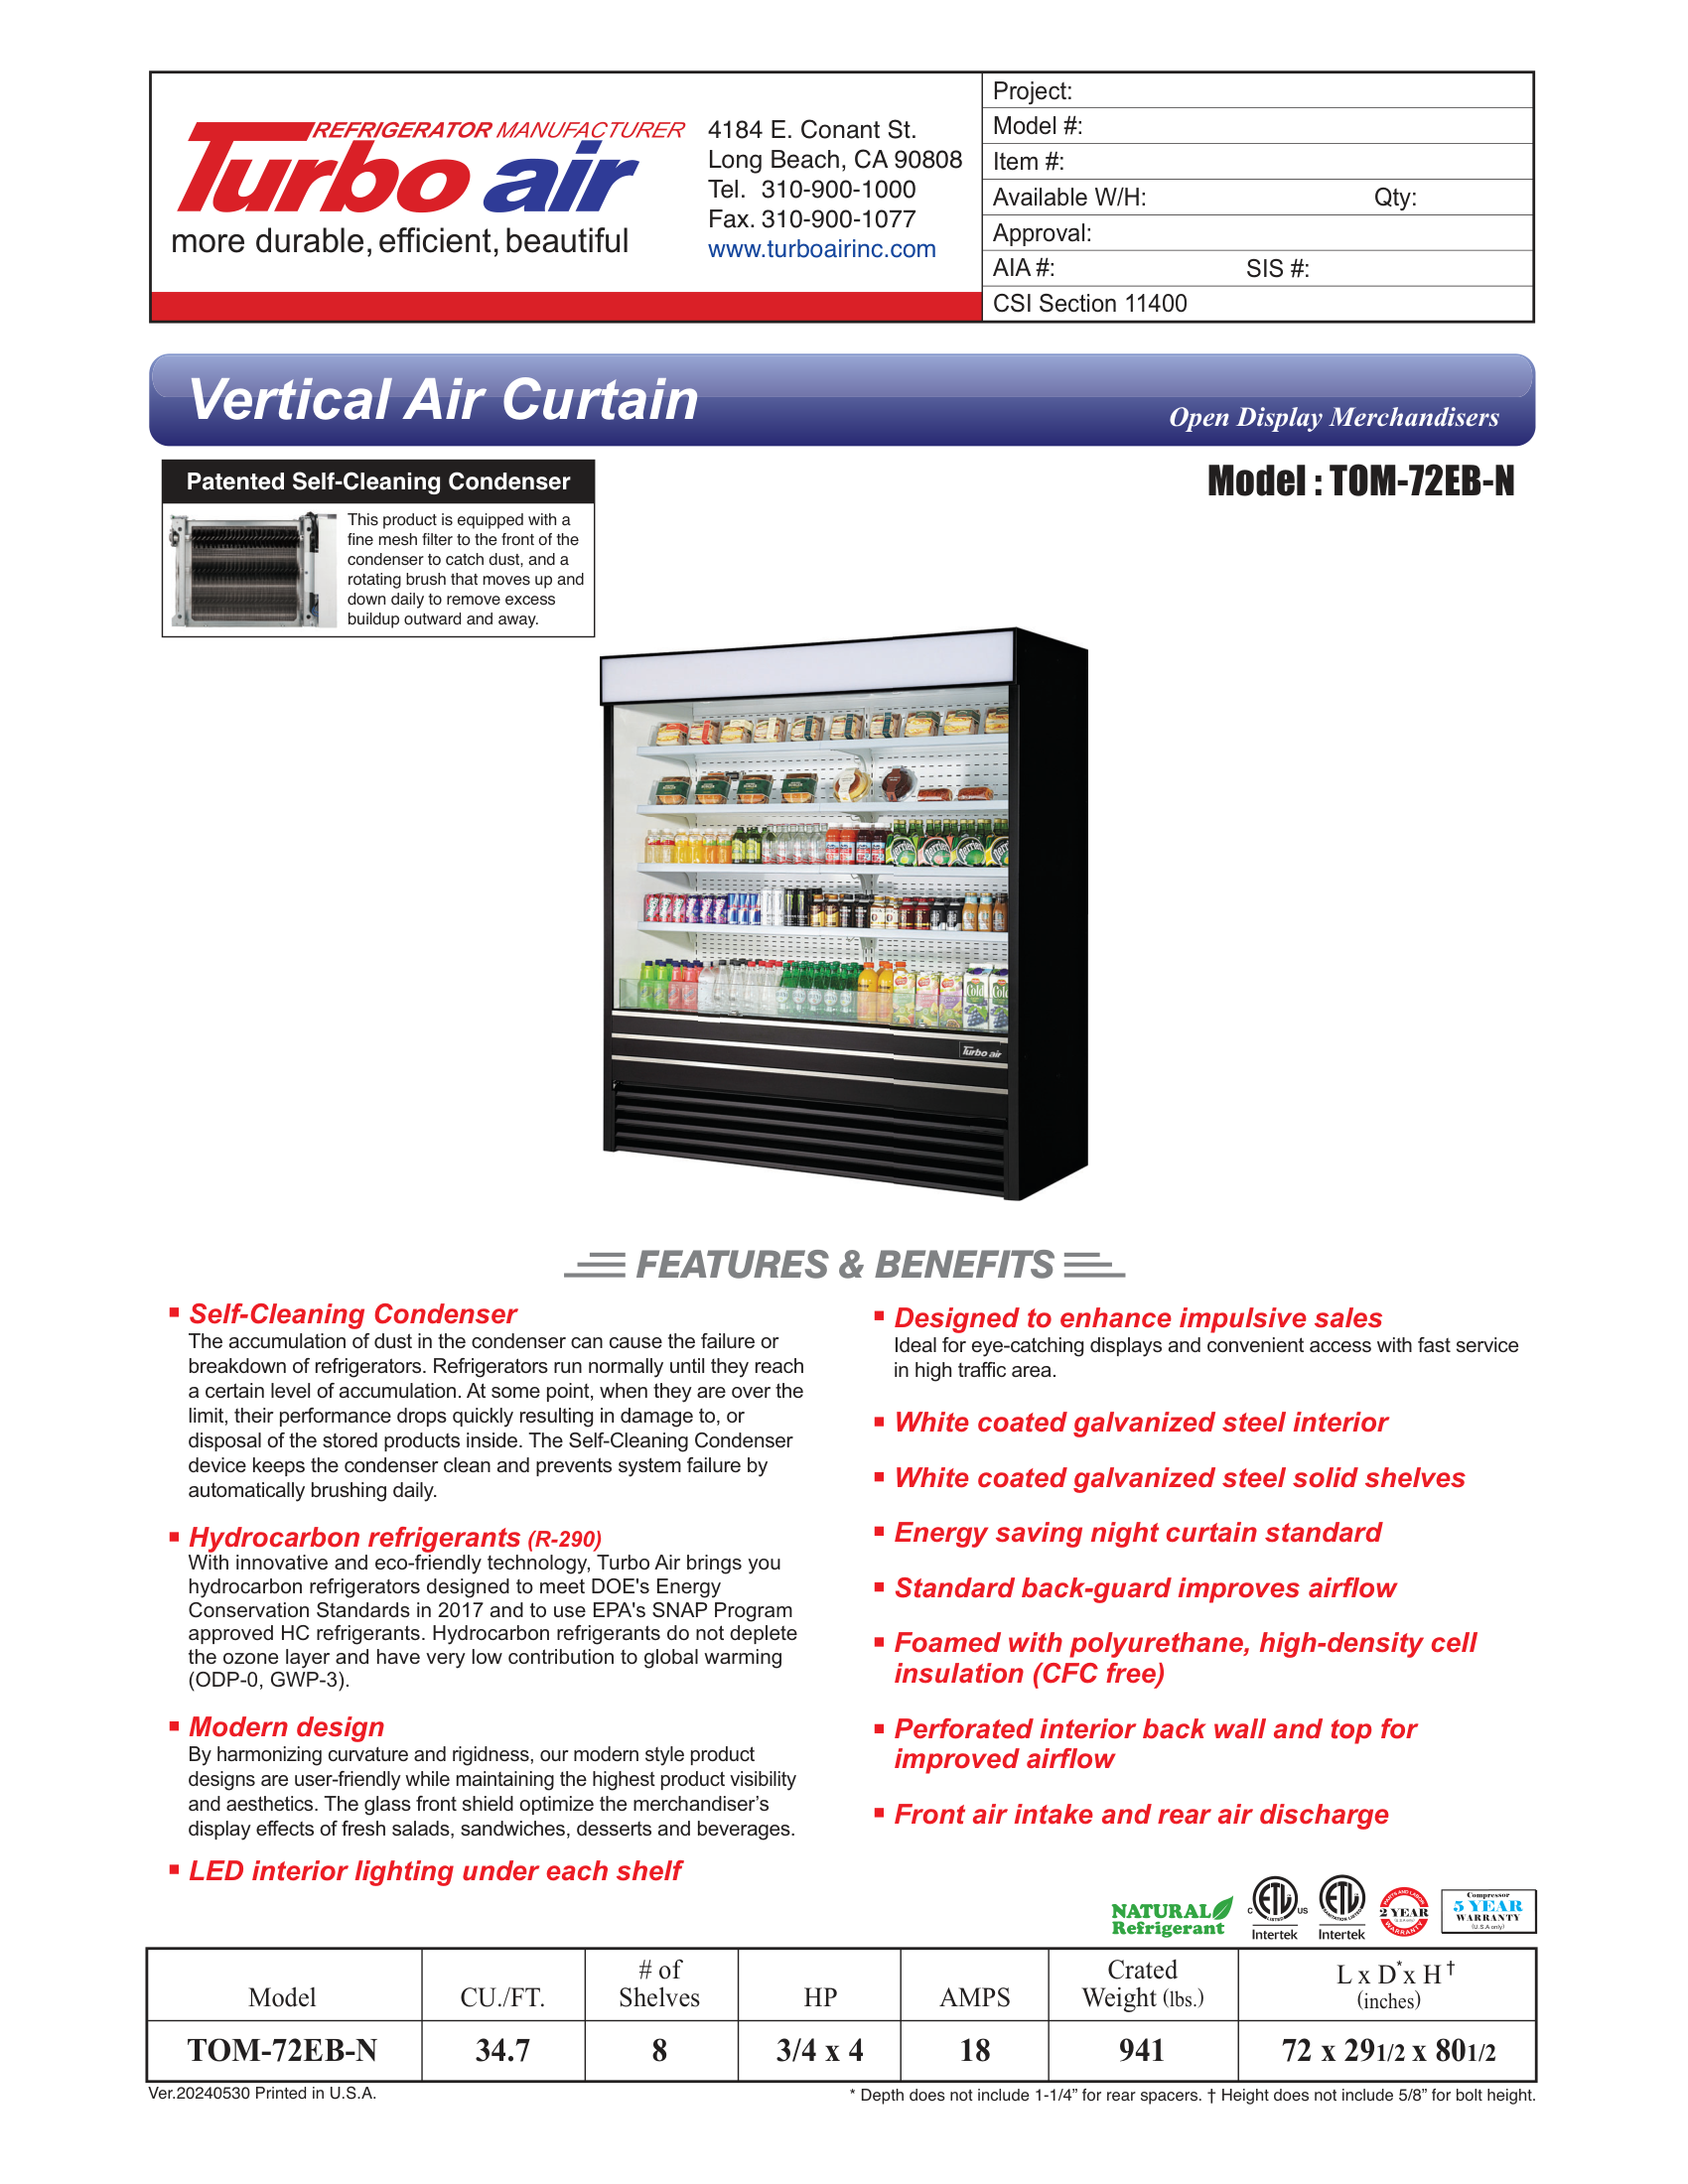 REFRIGERATOR MANUFACTURER
Turbo air
more durable, efficient, beautiful
4184 E. Conant St.
Long Beach, CA 90808
Tel. 310-900-1000
Fax. 310-900-1077
www.turboairinc.com
Project:
Model #:
Item #:
Available W/H: Qty:
Approval:
AIA #: SIS #:
CSI Section 11400
Vertical Air Curtain
Open Display Merchandisers
Patented Self-Cleaning Condenser
This product is equipped with a
fine mesh filter to the front of the
condenser to catch dust, and a
rotating brush that moves up and
down daily to remove excess
buildup outward and away.
Model : TOM-72EB-N
perrier perrier perrier
Cold Cold
Turbo air
FEATURES & BENEFITS
▪ Self-Cleaning Condenser
The accumulation of dust in the condenser can cause the failure or
breakdown of refrigerators. Refrigerators run normally until they reach
a certain level of accumulation. At some point, when they are over the
limit, their performance drops quickly resulting in damage to, or
disposal of the stored products inside. The Self-Cleaning Condenser
device keeps the condenser clean and prevents system failure by
automatically brushing daily.
▪ Hydrocarbon refrigerants (R-290)
With innovative and eco-friendly technology, Turbo Air brings you
hydrocarbon refrigerators designed to meet DOE's Energy
Conservation Standards in 2017 and to use EPA's SNAP Program
approved HC refrigerants. Hydrocarbon refrigerants do not deplete
the ozone layer and have very low contribution to global warming
(ODP-0, GWP-3).
▪ Modern design
By harmonizing curvature and rigidness, our modern style product
designs are user-friendly while maintaining the highest product visibility
and aesthetics. The glass front shield optimize the merchandiser’s
display effects of fresh salads, sandwiches, desserts and beverages.
▪ LED interior lighting under each shelf
▪ Designed to enhance impulsive sales
Ideal for eye-catching displays and convenient access with fast service
in high traffic area.
▪ White coated galvanized steel interior
▪ White coated galvanized steel solid shelves
▪ Energy saving night curtain standard
▪ Standard back-guard improves airflow
▪ Foamed with polyurethane, high-density cell
insulation (CFC free)
▪ Perforated interior back wall and top for
improved airflow
▪ Front air intake and rear air discharge
NATURAL
Refrigerant
C ETL US
LISTED
Intertek
ETL
SANITATION LISTED
Intertek
PARTS AND LABOR
2 YEAR
(U.S.A only)
WARRANTY
Compressor
5 YEAR
WARRANTY
(U.S.A only)
Model CU./FT. # of Shelves HP AMPS Crated Weight (lbs.) L x D* x H† (inches)
TOM-72EB-N 34.7 8 3/4 x 4 18 941 72 x 291/2 x 801/2
Ver.20240530 Printed in U.S.A.
* Depth does not include 1-1/4” for rear spacers. † Height does not include 5/8” for bolt height.